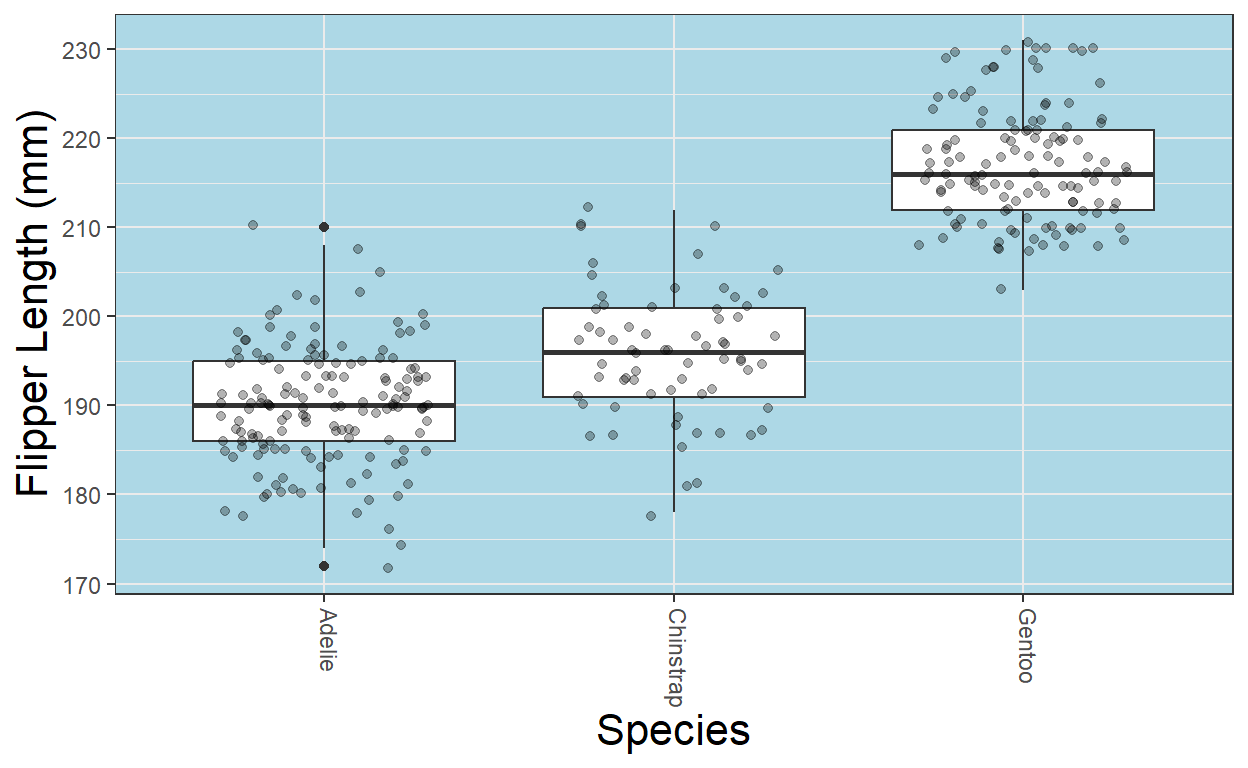 Flipper Length (mm)
230
220
210
200
190
180
170
Adelie
Chinstrap
Gentoo
Species